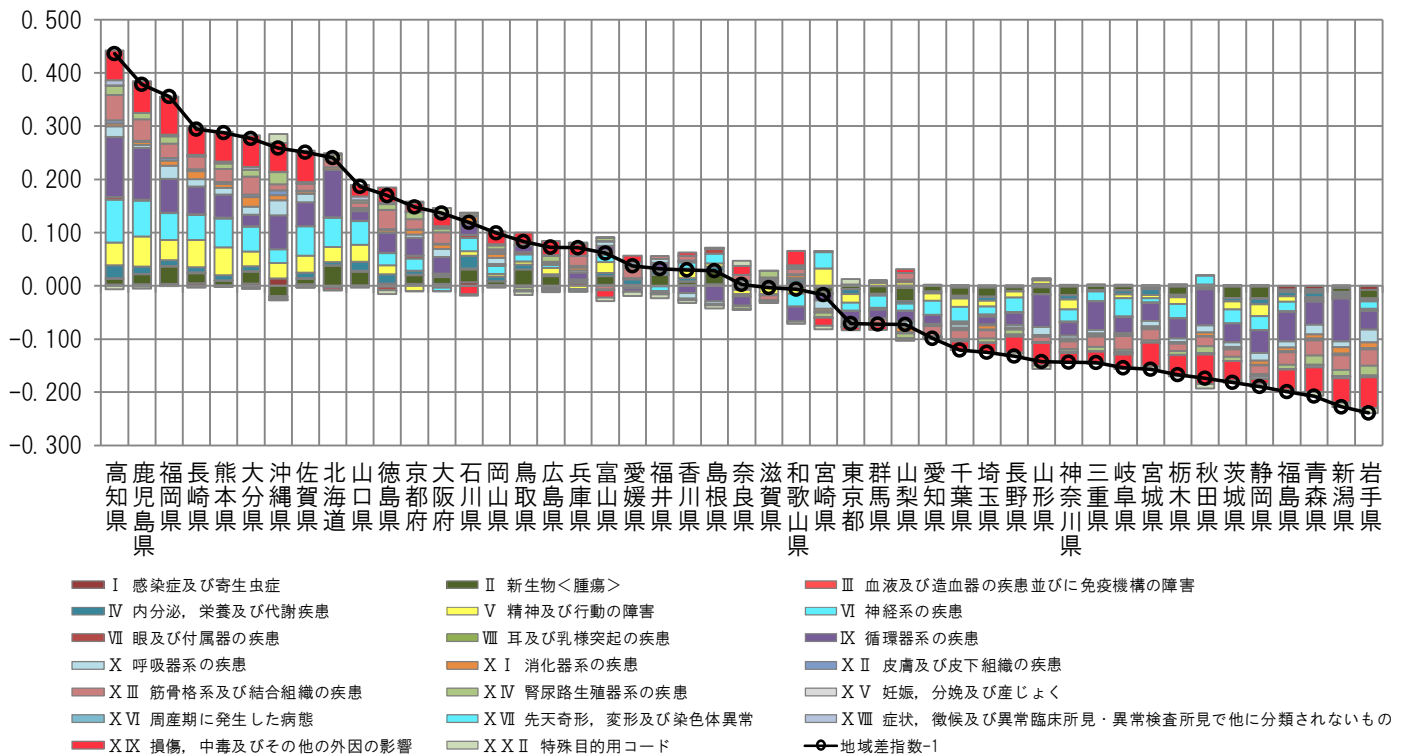 0.500
0.400
0.300
0.200
0.100
0.000
-0.100
-0.200
-0.300
高知県
鹿児島県
福岡県
長崎県
熊本県
大分県
沖縄県
佐賀県
北海道
山口県
徳島県
京都府
大阪府
石川県
岡山県
鳥取県
広島県
兵庫県
富山県
愛媛県
福井県
香川県
島根県
奈良県
滋賀県
和歌山県
宮崎県
東京都
群馬県
山梨県
愛知県
千葉県
埼玉県
長野県
山形県
神奈川県
三重県
岐阜県
宮城県
栃木県
秋田県
茨城県
静岡県
福島県
青森県
新潟県
岩手県
Ⅰ 感染症及び寄生虫症
Ⅱ 新生物＜腫瘍＞
Ⅲ 血液及び造血器の疾患並びに免疫機構の障害
Ⅳ 内分泌，栄養及び代謝疾患
Ⅴ 精神及び行動の障害
Ⅵ 神経系の疾患
Ⅶ 眼及び付属器の疾患
Ⅷ 耳及び乳様突起の疾患
Ⅸ 循環器系の疾患
Ⅹ 呼吸器系の疾患
ⅩⅠ 消化器系の疾患
ⅩⅡ 皮膚及び皮下組織の疾患
ⅩⅢ 筋骨格系及び結合組織の疾患
ⅩⅣ 腎尿路生殖器系の疾患
ⅩⅤ 妊娠，分娩及び産じょく
ⅩⅥ 周産期に発生した病態
ⅩⅦ 先天奇形，変形及び染色体異常
ⅩⅧ 症状，徴候及び異常臨床所見・異常検査所見で他に分類されないもの
ⅩⅨ 損傷，中毒及びその他の外因の影響
ⅩⅩⅡ 特殊目的用コード
地域差指数-1